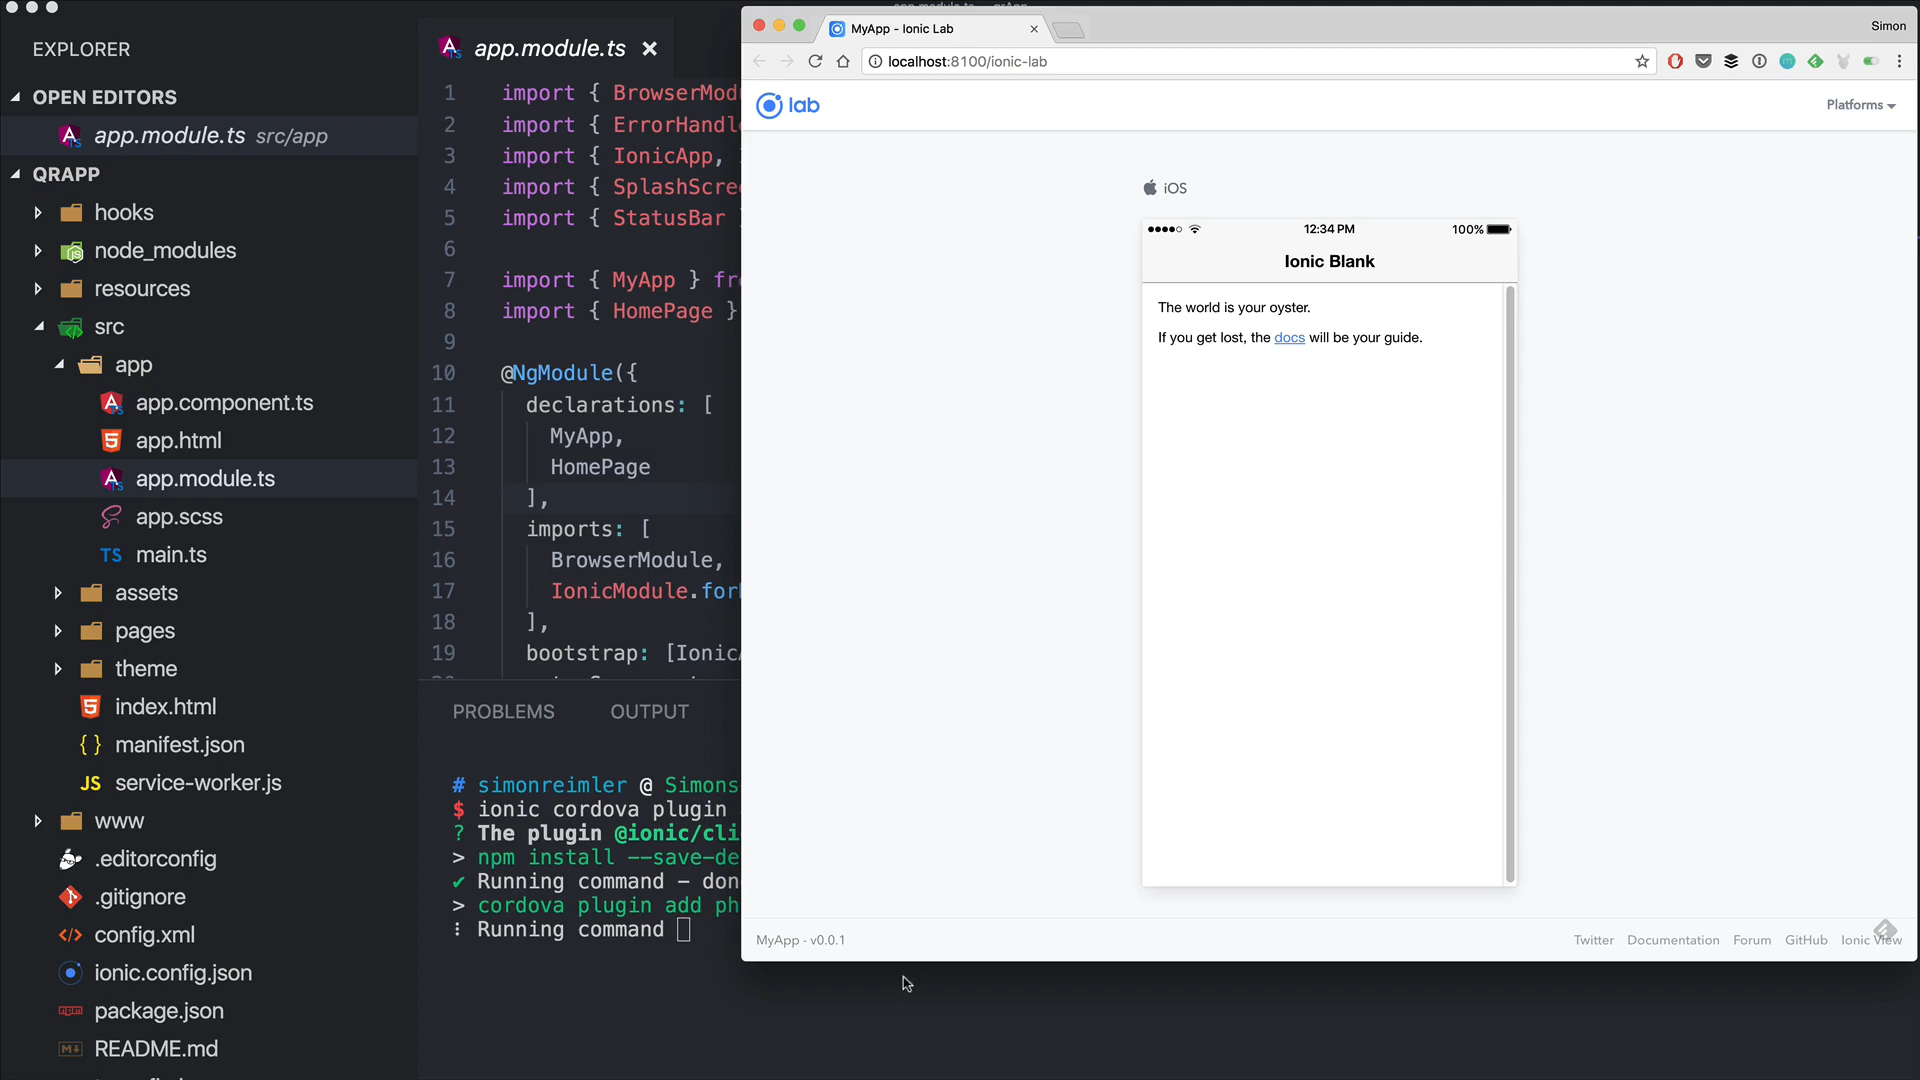 EXPLORER
OPEN EDITORS
app.module.ts src/app
QRAPP
hooks
node_modules
resources
src
app
app.component.ts
app.html
app.module.ts
app.scss
TS main.ts
assets
pages
theme
index.html
{ } manifest.json
JS service-worker.js
www
.editorconfig
.gitignore
config.xml
ionic.config.json
package.json
README.md
app.module.ts
1 import { BrowserModu
2 import { ErrorHandle
3 import { IonicApp,
4 import { SplashScree
5 import { StatusBar
6
7 import { MyApp } fro
8 import { HomePage }
9
10 @NgModule({
11 declarations: [
12 MyApp,
13 HomePage
14 ],
15 imports: [
16 BrowserModule,
17 IonicModule.for
18 ],
19 bootstrap: [Ionic
PROBLEMS OUTPUT
# simonreimler @ Simons
$ ionic cordova plugin
? The plugin @ionic/cli
> npm install --save-de
✔ Running command - don
> cordova plugin add ph
Running command
MyApp - Ionic Lab
Simon
localhost:8100/ionic-lab
lab
Platforms
iOS
12:34 PM 100%
Ionic Blank
The world is your oyster.
If you get lost, the docs will be your guide.
MyApp - v0.0.1
Twitter Documentation Forum GitHub Ionic View